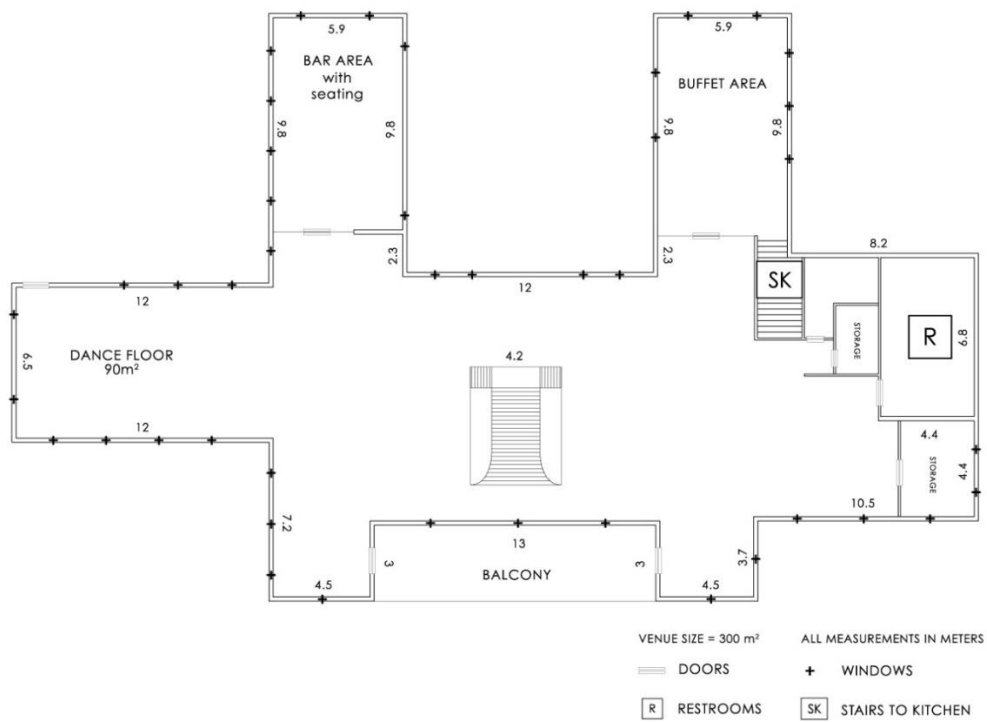 5.9
5.9
BAR AREA
with
seating
BUFFET AREA
9.8
9.8
9.8
9.8
8.2
2.3
2.3
SK
12
12
STORAGE
R
6.8
DANCE FLOOR
90m²
6.5
4.2
12
4.4
STORAGE
4.4
7.2
10.5
13
3
3
3.7
BALCONY
4.5
4.5
VENUE SIZE = 300 m²
ALL MEASUREMENTS IN METERS
DOORS
WINDOWS
R RESTROOMS
SK STAIRS TO KITCHEN